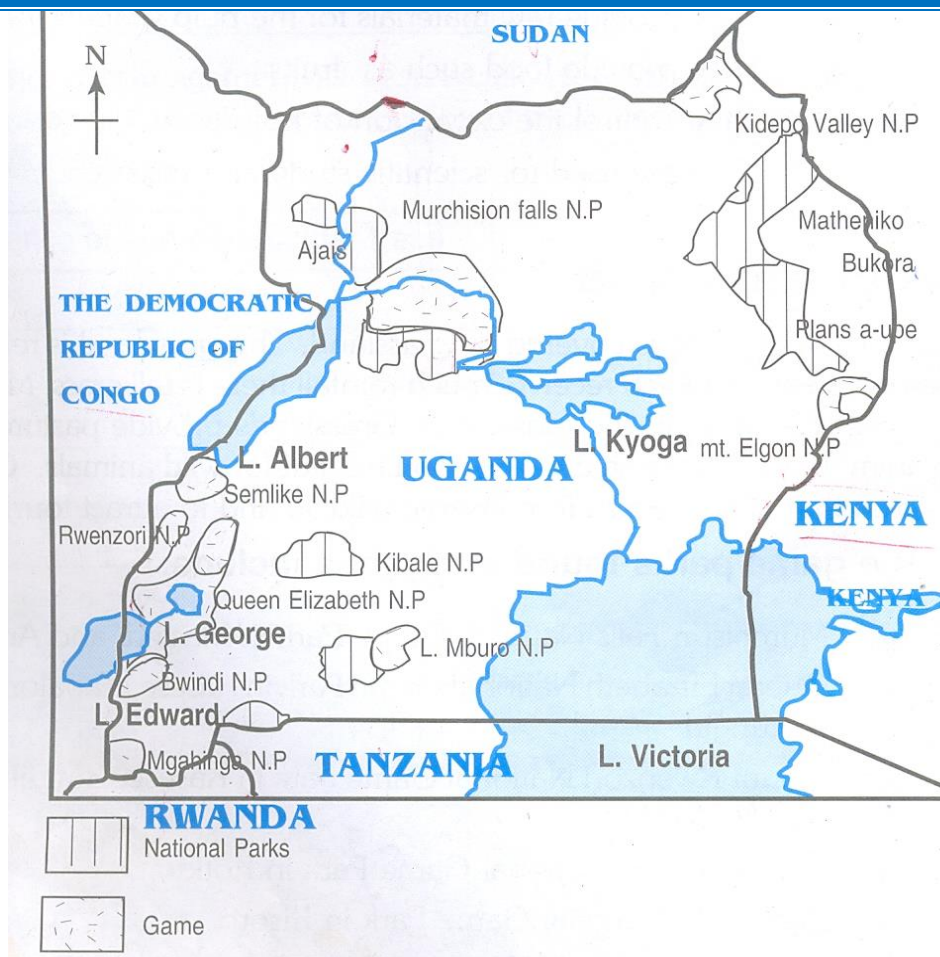 SUDAN
N
Kidepo Valley N.P
Murchision falls N.P
Matheniko
Ajais
Bukora
THE DEMOCRATIC
REPUBLIC OF
CONGO
Plans a-upe
L. Kyoga
mt. Elgon N.P
L. Albert
UGANDA
Semlike N.P
KENYA
Rwenzori N.P
Kibale N.P
Queen Elizabeth N.P
KENYA
George
L. Mburo N.P
Bwindi N.P
L. Edward
Mgahinga N.P
TANZANIA
L. Victoria
RWANDA
National Parks
Game